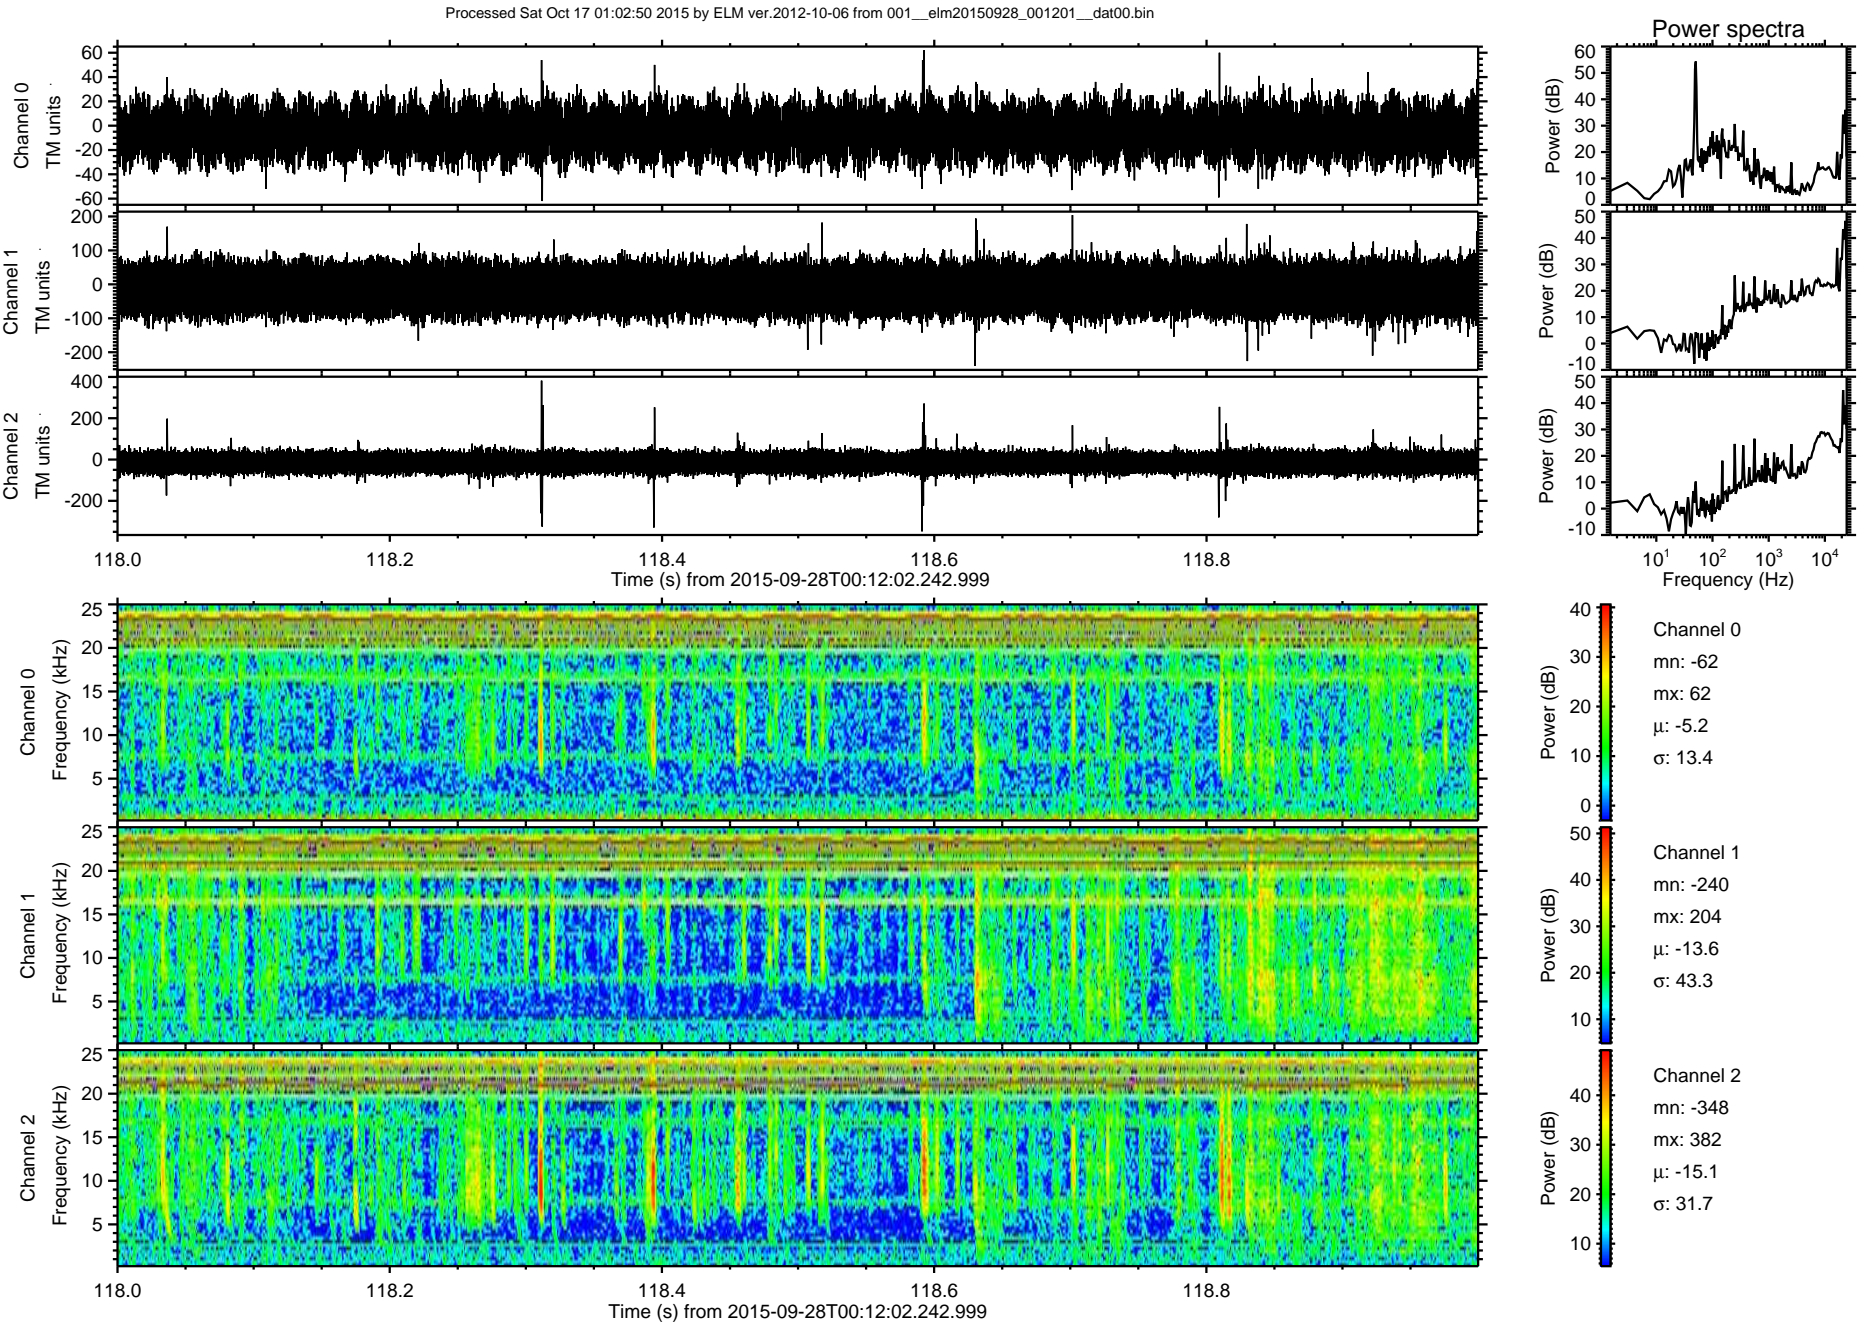 Processed Sat Oct 17 01:02:50 2015 by ELM ver.2012-10-06 from 001__elm20150928_001201__dat00.bin
Power spectra
Channel 0
TM units
60
40
20
0
-20
-40
-60
Power (dB)
60
50
40
30
20
10
0
Channel 1
TM units
200
100
0
-100
-200
Power (dB)
50
40
30
20
10
0
-10
Channel 2
TM units
400
200
0
-200
Power (dB)
50
40
30
20
10
0
-10
118.0 118.2 118.4 118.6 118.8
Time (s) from 2015-09-28T00:12:02.242.999
10¹ 10² 10³ 10⁴
Frequency (Hz)
Channel 0
Frequency (kHz)
25
20
15
10
5
Power (dB)
40
30
20
10
0
Channel 0
mn: -62
mx: 62
μ: -5.2
σ: 13.4
Channel 1
Frequency (kHz)
25
20
15
10
5
Power (dB)
50
40
30
20
10
Channel 1
mn: -240
mx: 204
μ: -13.6
σ: 43.3
Channel 2
Frequency (kHz)
25
20
15
10
5
Power (dB)
40
30
20
10
Channel 2
mn: -348
mx: 382
μ: -15.1
σ: 31.7
118.0 118.2 118.4 118.6 118.8
Time (s) from 2015-09-28T00:12:02.242.999